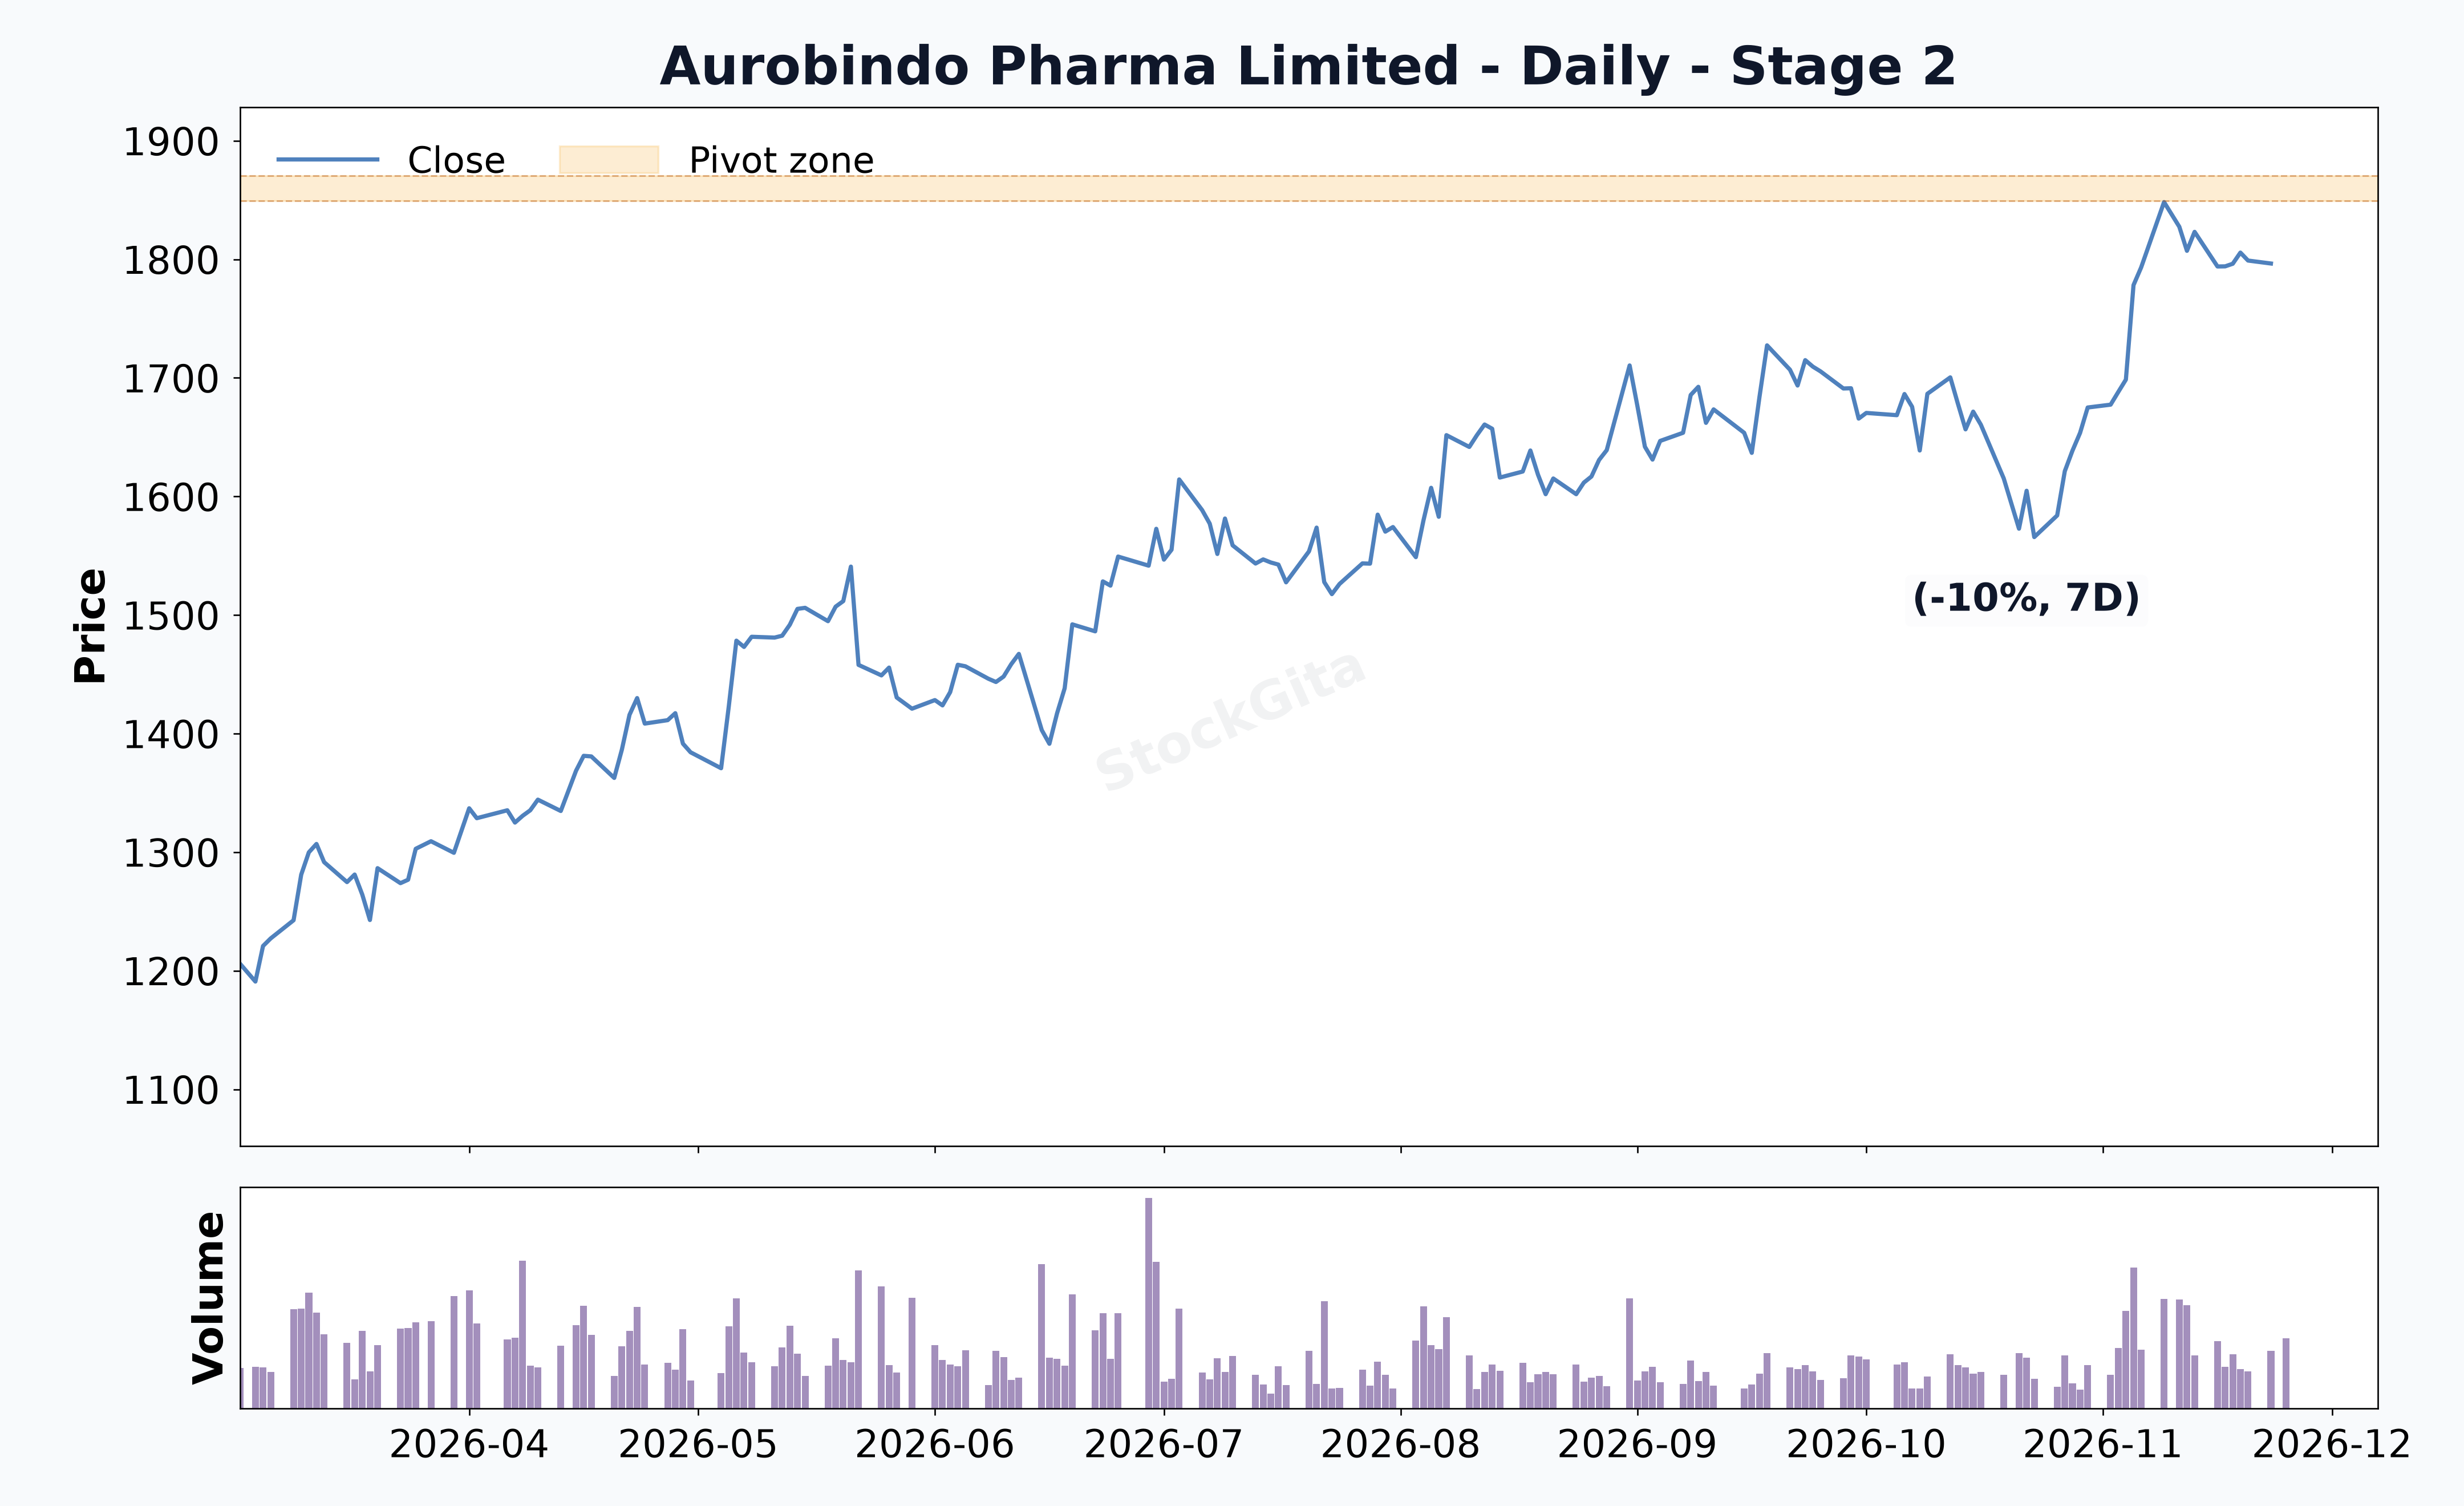 Aurobindo Pharma Limited - Daily - Stage 2
Close
Pivot zone
1900
1800
1700
1600
1500
1400
1300
1200
1100
Price
(-10%, 7D)
StockGita
Volume
2026-04
2026-05
2026-06
2026-07
2026-08
2026-09
2026-10
2026-11
2026-12